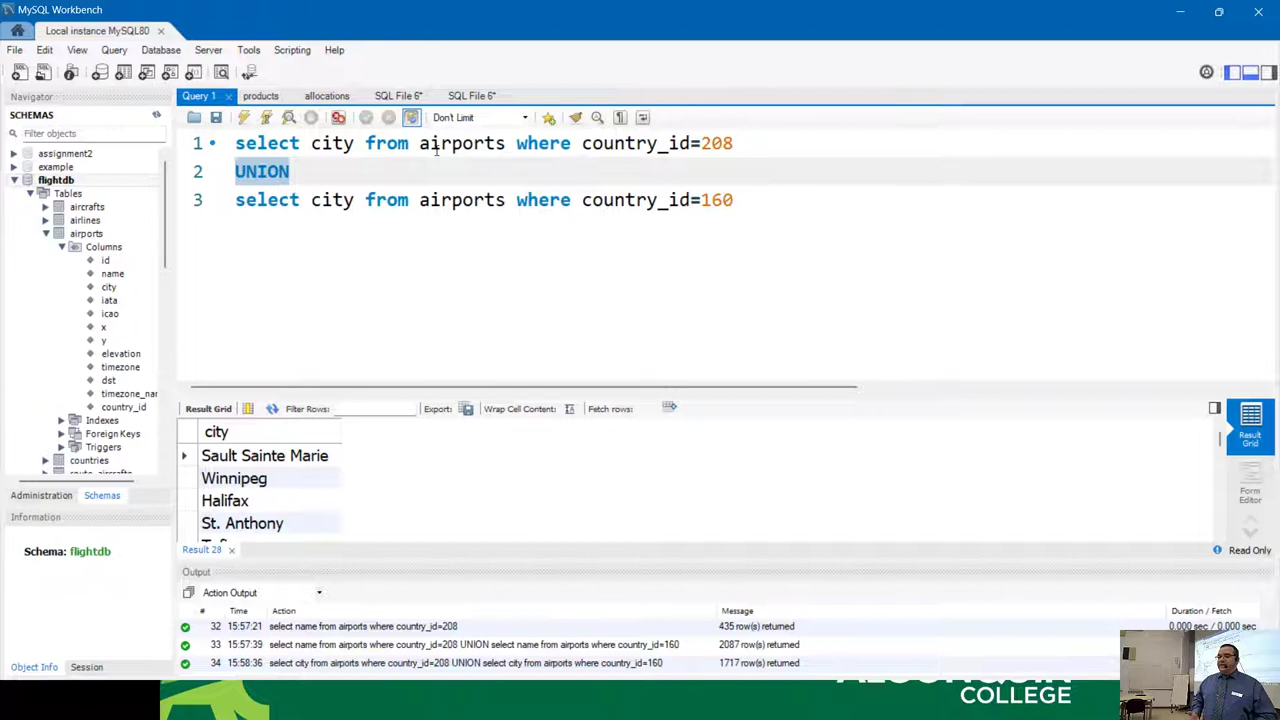 MySQL Workbench
Local instance MySQL80
File Edit View Query Database Server Tools Scripting Help
Navigator
SCHEMAS
Filter objects
assignment2
example
flightdb
Tables
aircrafts
airlines
airports
Columns
id
name
city
iata
icao
x
y
elevation
timezone
dst
timezone_nar
country_id
Indexes
Foreign Keys
Triggers
countries
route_aircrafts
Administration Schemas
Information
Schema: flightdb
Object Info Session
Query 1 products allocations SQL File 6* SQL File 6*
Don't Limit
1 select city from airports where country_id=208
2 UNION
3 select city from airports where country_id=160
Result Grid Filter Rows: Export: Wrap Cell Content: Fetch rows:
city
Sault Sainte Marie
Winnipeg
Halifax
St. Anthony
Result Grid
Form Editor
Result 28
Read Only
Output
Action Output
# Time Action Message Duration / Fetch
32 15:57:21 select name from airports where country_id=208 435 row(s) returned 0.000 sec / 0.000 sec
33 15:57:39 select name from airports where country_id=208 UNION select name from airports where country_id=160 2087 row(s) returned
34 15:58:36 select city from airports where country_id=208 UNION select city from airports where country_id=160 1717 row(s) returned
COLLEGE